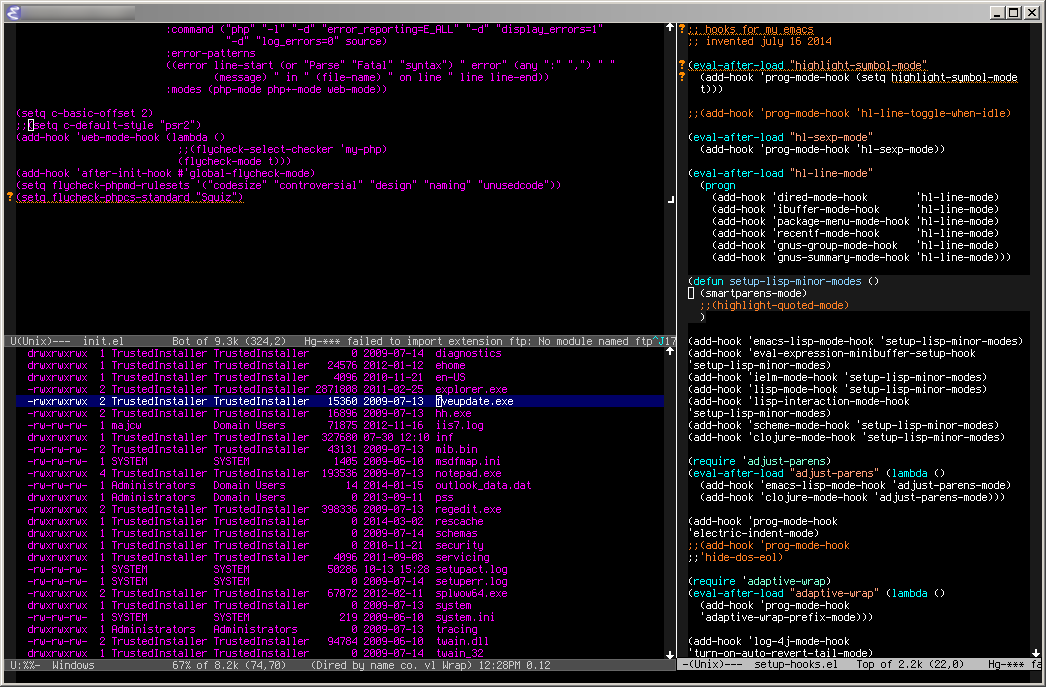 :command ("php" "-l" "-d" "error_reporting=E_ALL" "-d" "display_errors=1"
"-d" "log_errors=0" source)
:error-patterns
((error line-start (or "Parse" "Fatal" "syntax") " error" (any ":" ",") " "
(message) " in " (file-name) " on line " line line-end))
:modes (php-mode php+-mode web-mode))
(setq c-basic-offset 2)
;;(setq c-default-style "psr2")
(add-hook 'web-mode-hook (lambda ()
;;(flycheck-select-checker 'my-php)
(flycheck-mode t)))
(add-hook 'after-init-hook #'global-flycheck-mode)
(setq flycheck-phpmd-rulesets '("codesize" "controversial" "design" "naming" "unusedcode"))
? (setq flycheck-phpcs-standard "Squiz")
U(Unix)--- init.el Bot of 9.3k (324,2) Hg-*** failed to import extension ftp: No module named ftp^J17
drwxrwxrwx 1 TrustedInstaller TrustedInstaller 0 2009-07-14 diagnostics
drwxrwxrwx 1 TrustedInstaller TrustedInstaller 24576 2012-01-12 ehome
drwxrwxrwx 1 TrustedInstaller TrustedInstaller 4096 2010-11-21 en-US
-rwxrwxrwx 2 TrustedInstaller TrustedInstaller 2871808 2011-02-25 explorer.exe
-rwxrwxrwx 2 TrustedInstaller TrustedInstaller 15360 2009-07-13 fveupdate.exe
-rwxrwxrwx 2 TrustedInstaller TrustedInstaller 16896 2009-07-13 hh.exe
-rw-rw-rw- 1 majcw Domain Users 71875 2012-11-16 iis7.log
drwxrwxrwx 1 TrustedInstaller TrustedInstaller 327680 07-30 12:10 inf
-rw-rw-rw- 2 TrustedInstaller TrustedInstaller 43131 2009-07-13 mib.bin
-rw-rw-rw- 1 SYSTEM SYSTEM 1405 2009-06-10 msdfmap.ini
-rwxrwxrwx 4 TrustedInstaller TrustedInstaller 193536 2009-07-13 notepad.exe
-rw-rw-rw- 1 Administrators Domain Users 14 2014-01-15 outlook_data.dat
drwxrwxrwx 1 Administrators Domain Users 0 2013-09-11 pss
-rwxrwxrwx 2 TrustedInstaller TrustedInstaller 398336 2009-07-13 regedit.exe
drwxrwxrwx 1 TrustedInstaller TrustedInstaller 0 2014-03-02 rescache
drwxrwxrwx 1 TrustedInstaller TrustedInstaller 0 2009-07-14 schemas
drwxrwxrwx 1 TrustedInstaller TrustedInstaller 0 2010-11-21 security
drwxrwxrwx 1 TrustedInstaller TrustedInstaller 4096 2011-09-08 servicing
-rw-rw-rw- 1 SYSTEM SYSTEM 50286 10-13 15:28 setupact.log
-rw-rw-rw- 1 SYSTEM SYSTEM 0 2009-07-14 setuperr.log
-rwxrwxrwx 2 TrustedInstaller TrustedInstaller 67072 2012-02-11 splwow64.exe
drwxrwxrwx 1 TrustedInstaller TrustedInstaller 0 2009-07-13 system
-rw-rw-rw- 1 SYSTEM SYSTEM 219 2009-06-10 system.ini
drwxrwxrwx 1 Administrators Administrators 0 2009-07-13 tracing
-rw-rw-rw- 2 TrustedInstaller TrustedInstaller 94784 2009-06-10 twain.dll
drwxrwxrwx 1 TrustedInstaller TrustedInstaller 0 2009-07-14 twain_32
U:%%- Windows 67% of 8.2k (74,70) (Dired by name co. vl Wrap) 12:28PM 0.12
? ;; hooks for my emacs
;; invented july 16 2014
? (eval-after-load "highlight-symbol-mode"
? (add-hook 'prog-mode-hook (setq highlight-symbol-mode
t)))
;;(add-hook 'prog-mode-hook 'hl-line-toggle-when-idle)
(eval-after-load "hl-sexp-mode"
(add-hook 'prog-mode-hook 'hl-sexp-mode))
(eval-after-load "hl-line-mode"
(progn
(add-hook 'dired-mode-hook 'hl-line-mode)
(add-hook 'ibuffer-mode-hook 'hl-line-mode)
(add-hook 'package-menu-mode-hook 'hl-line-mode)
(add-hook 'recentf-mode-hook 'hl-line-mode)
(add-hook 'gnus-group-mode-hook 'hl-line-mode)
(add-hook 'gnus-summary-mode-hook 'hl-line-mode)))
(defun setup-lisp-minor-modes ()
(smartparens-mode)
;;(highlight-quoted-mode)
)
(add-hook 'emacs-lisp-mode-hook 'setup-lisp-minor-modes)
(add-hook 'eval-expression-minibuffer-setup-hook
'setup-lisp-minor-modes)
(add-hook 'ielm-mode-hook 'setup-lisp-minor-modes)
(add-hook 'lisp-mode-hook 'setup-lisp-minor-modes)
(add-hook 'lisp-interaction-mode-hook
'setup-lisp-minor-modes)
(add-hook 'scheme-mode-hook 'setup-lisp-minor-modes)
(add-hook 'clojure-mode-hook 'setup-lisp-minor-modes)
(require 'adjust-parens)
(eval-after-load "adjust-parens" (lambda ()
(add-hook 'emacs-lisp-mode-hook 'adjust-parens-mode)
(add-hook 'clojure-mode-hook 'adjust-parens-mode)))
(add-hook 'prog-mode-hook
'electric-indent-mode)
;;(add-hook 'prog-mode-hook
;;'hide-dos-eol)
(require 'adaptive-wrap)
(eval-after-load "adaptive-wrap" (lambda ()
(add-hook 'prog-mode-hook
'adaptive-wrap-prefix-mode)))
(add-hook 'log-4j-mode-hook
'turn-on-auto-revert-tail-mode)
-(Unix)--- setup-hooks.el Top of 2.2k (22,0) Hg-*** fa